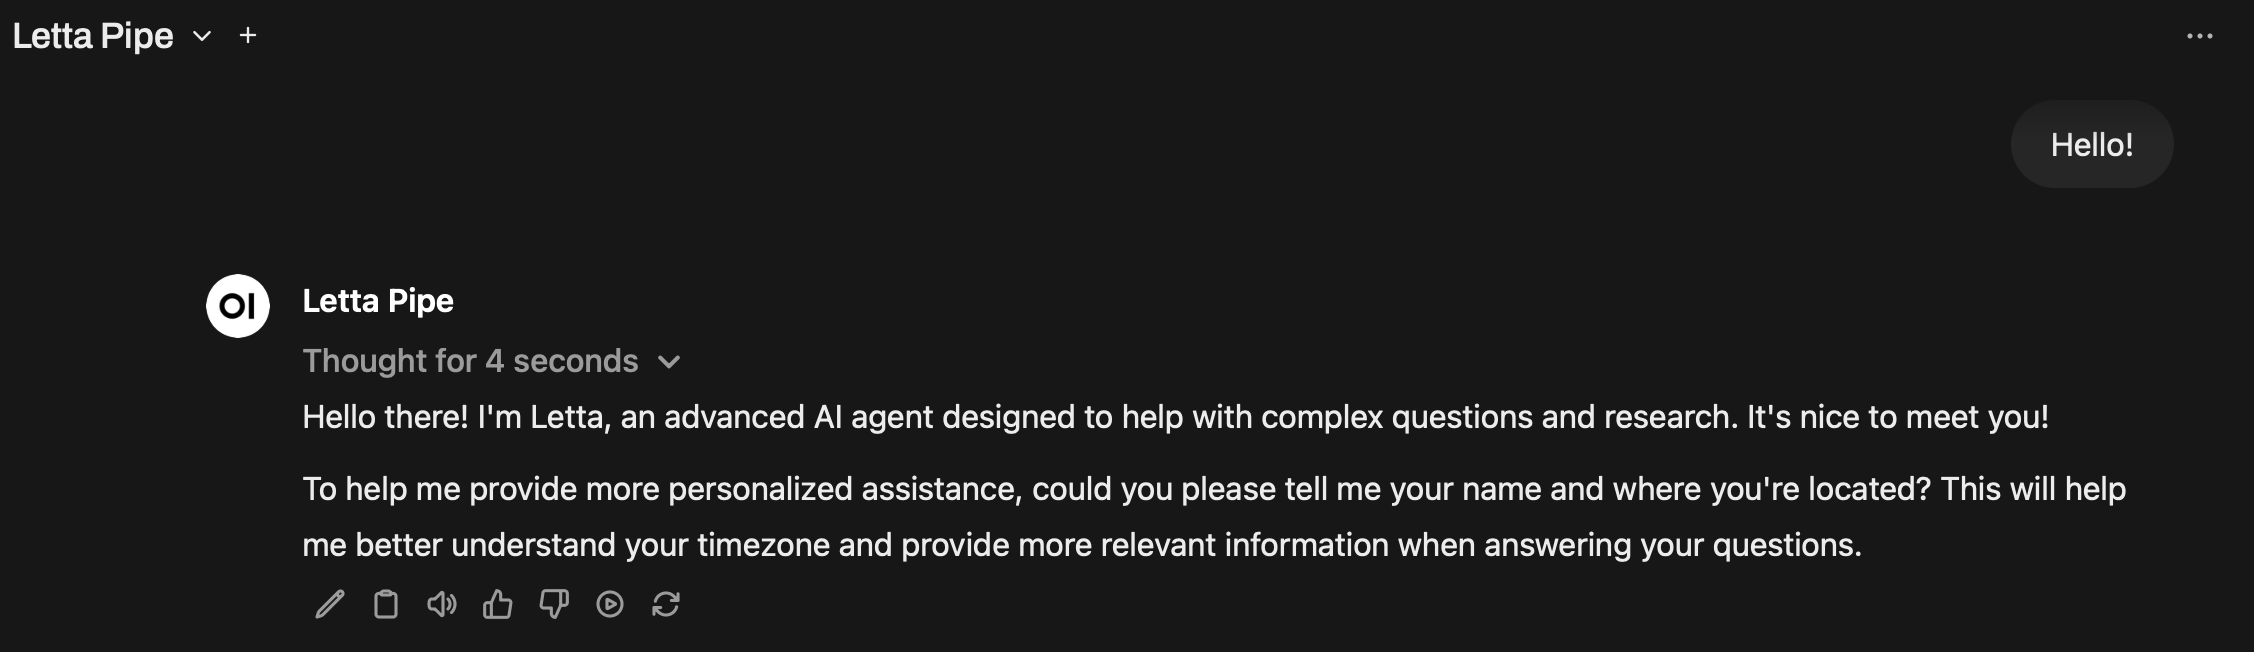 Letta Pipe
Hello!
OI
Letta Pipe
Thought for 4 seconds
Hello there! I'm Letta, an advanced AI agent designed to help with complex questions and research. It's nice to meet you!
To help me provide more personalized assistance, could you please tell me your name and where you're located? This will help
me better understand your timezone and provide more relevant information when answering your questions.